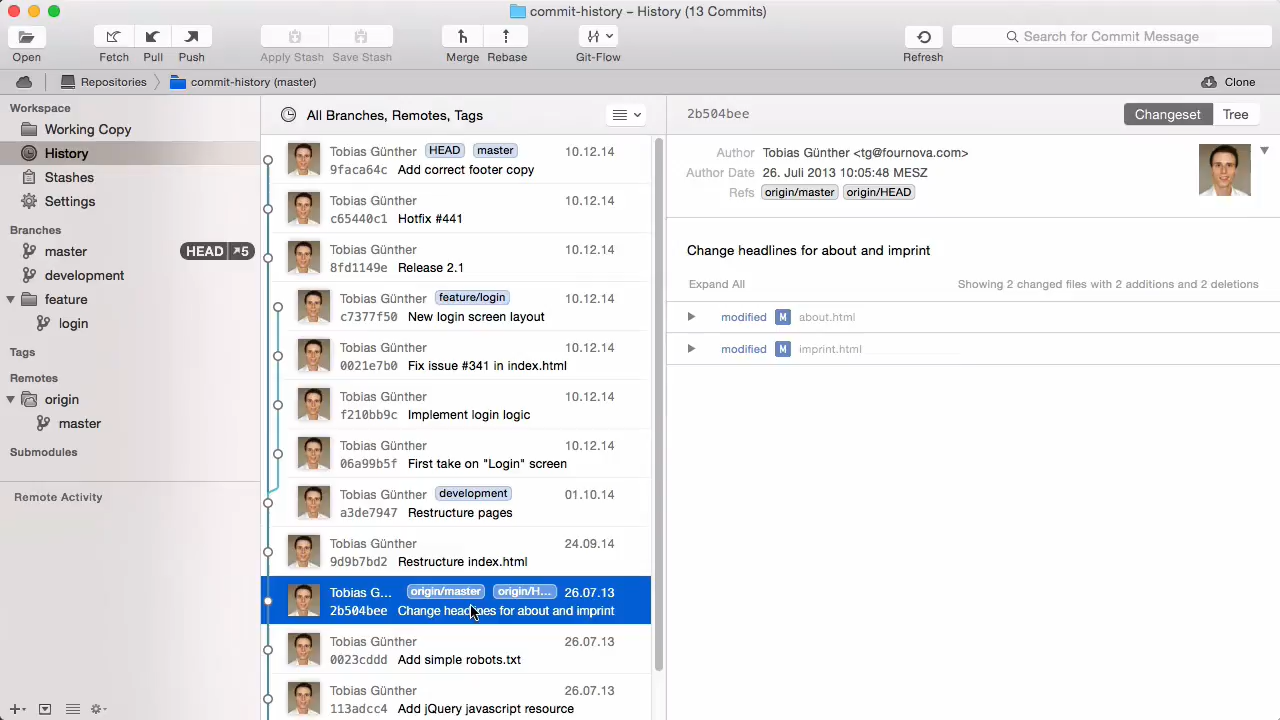 commit-history – History (13 Commits)
Open
Fetch
Pull
Push
Apply Stash
Save Stash
Merge
Rebase
Git-Flow
Refresh
Search for Commit Message
Repositories
commit-history (master)
Clone
Workspace
Working Copy
History
Stashes
Settings
Branches
master HEAD ↗5
development
feature
login
Tags
Remotes
origin
master
Submodules
Remote Activity
All Branches, Remotes, Tags
Tobias Günther HEAD master 10.12.14
9faca64c Add correct footer copy
Tobias Günther 10.12.14
c65440c1 Hotfix #441
Tobias Günther 10.12.14
8fd1149e Release 2.1
Tobias Günther feature/login 10.12.14
c7377f50 New login screen layout
Tobias Günther 10.12.14
0021e7b0 Fix issue #341 in index.html
Tobias Günther 10.12.14
f210bb9c Implement login logic
Tobias Günther 10.12.14
06a99b5f First take on "Login" screen
Tobias Günther development 01.10.14
a3de7947 Restructure pages
Tobias Günther 24.09.14
9d9b7bd2 Restructure index.html
Tobias G... origin/master origin/H... 26.07.13
2b504bee Change headlines for about and imprint
Tobias Günther 26.07.13
0023cddd Add simple robots.txt
Tobias Günther 26.07.13
113adcc4 Add jQuery javascript resource
2b504bee
Changeset
Tree
Author Tobias Günther <tg@fournova.com>
Author Date 26. Juli 2013 10:05:48 MESZ
Refs origin/master origin/HEAD
Change headlines for about and imprint
Expand All
Showing 2 changed files with 2 additions and 2 deletions
modified M about.html
modified M imprint.html